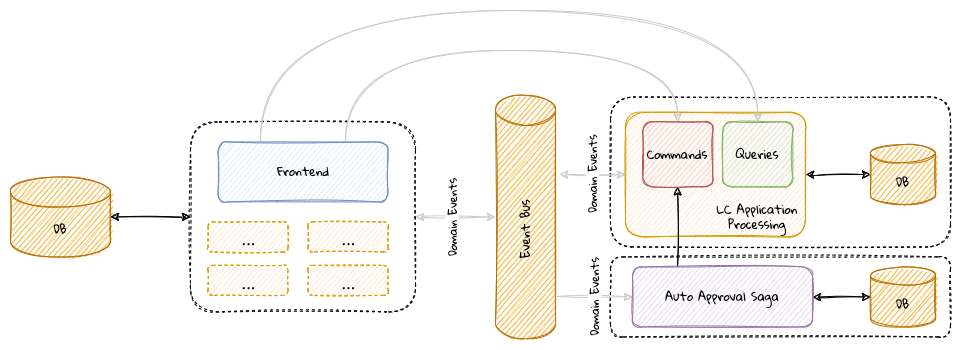 DB
Frontend
...
...
...
...
Domain Events
Event Bus
Domain Events
Commands
Queries
LC Application
Processing
DB
Domain Events
Auto Approval Saga
DB